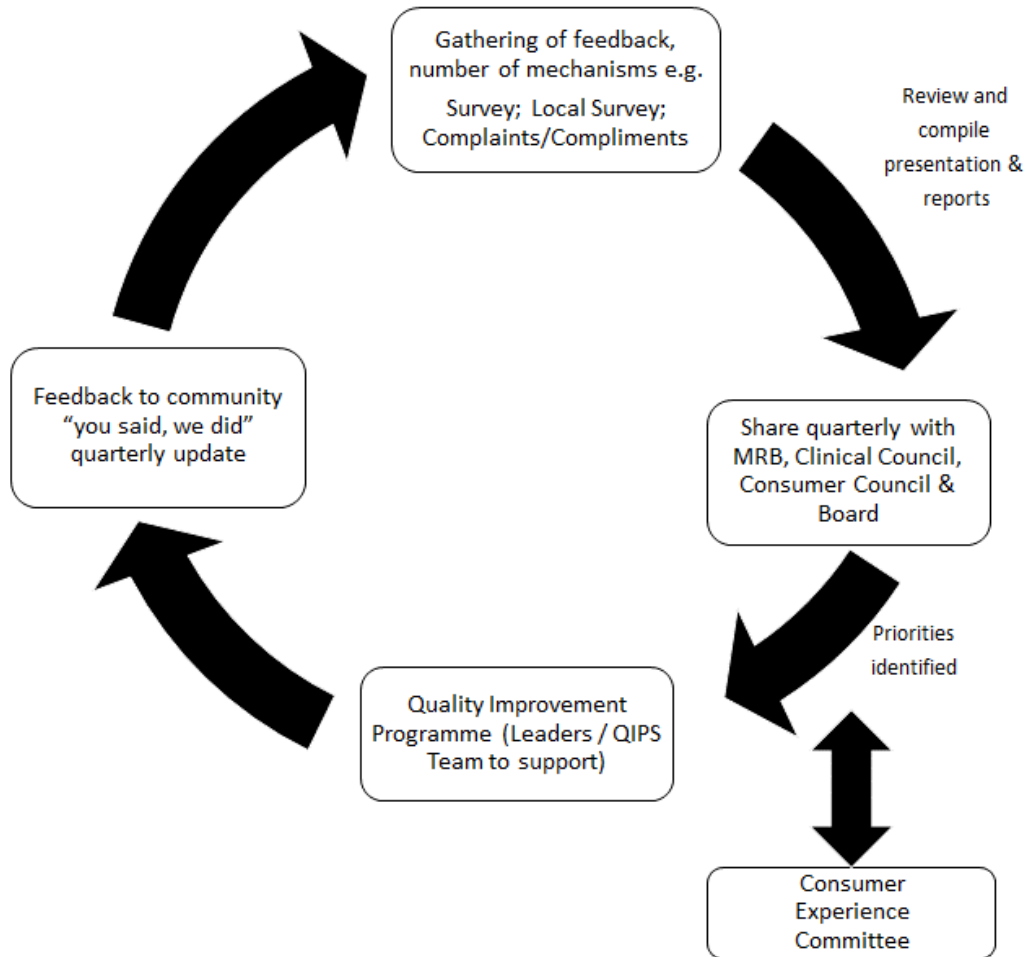 Gathering of feedback,
number of mechanisms e.g.
Survey; Local Survey;
Complaints/Compliments
Review and
compile
presentation &
reports
Share quarterly with
MRB, Clinical Council,
Consumer Council &
Board
Priorities
identified
Consumer
Experience
Committee
Quality Improvement
Programme (Leaders / QIPS
Team to support)
Feedback to community
“you said, we did”
quarterly update